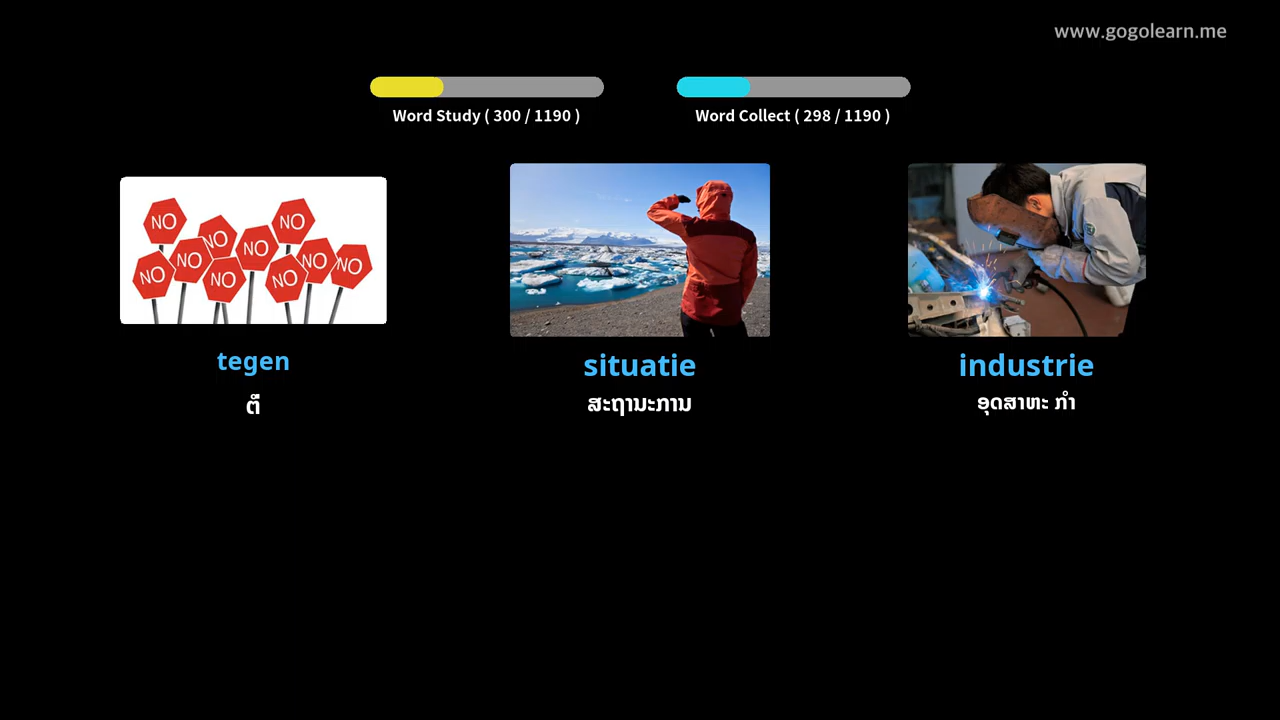 www.gogolearn.me
Word Study ( 300 / 1190 )
Word Collect ( 298 / 1190 )
NO NO NO NO NO NO NO NO NO NO
tegen
ຕໍ່
situatie
ສະຖານະການ
industrie
ອຸດສາຫະ ກຳ